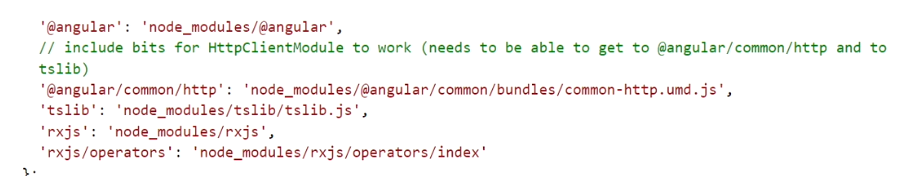 '@angular': 'node_modules/@angular',
// include bits for HttpClientModule to work (needs to be able to get to @angular/common/http and to
tslib)
'@angular/common/http': 'node_modules/@angular/common/bundles/common-http.umd.js',
'tslib': 'node_modules/tslib/tslib.js',
'rxjs': 'node_modules/rxjs',
'rxjs/operators': 'node_modules/rxjs/operators/index'
};